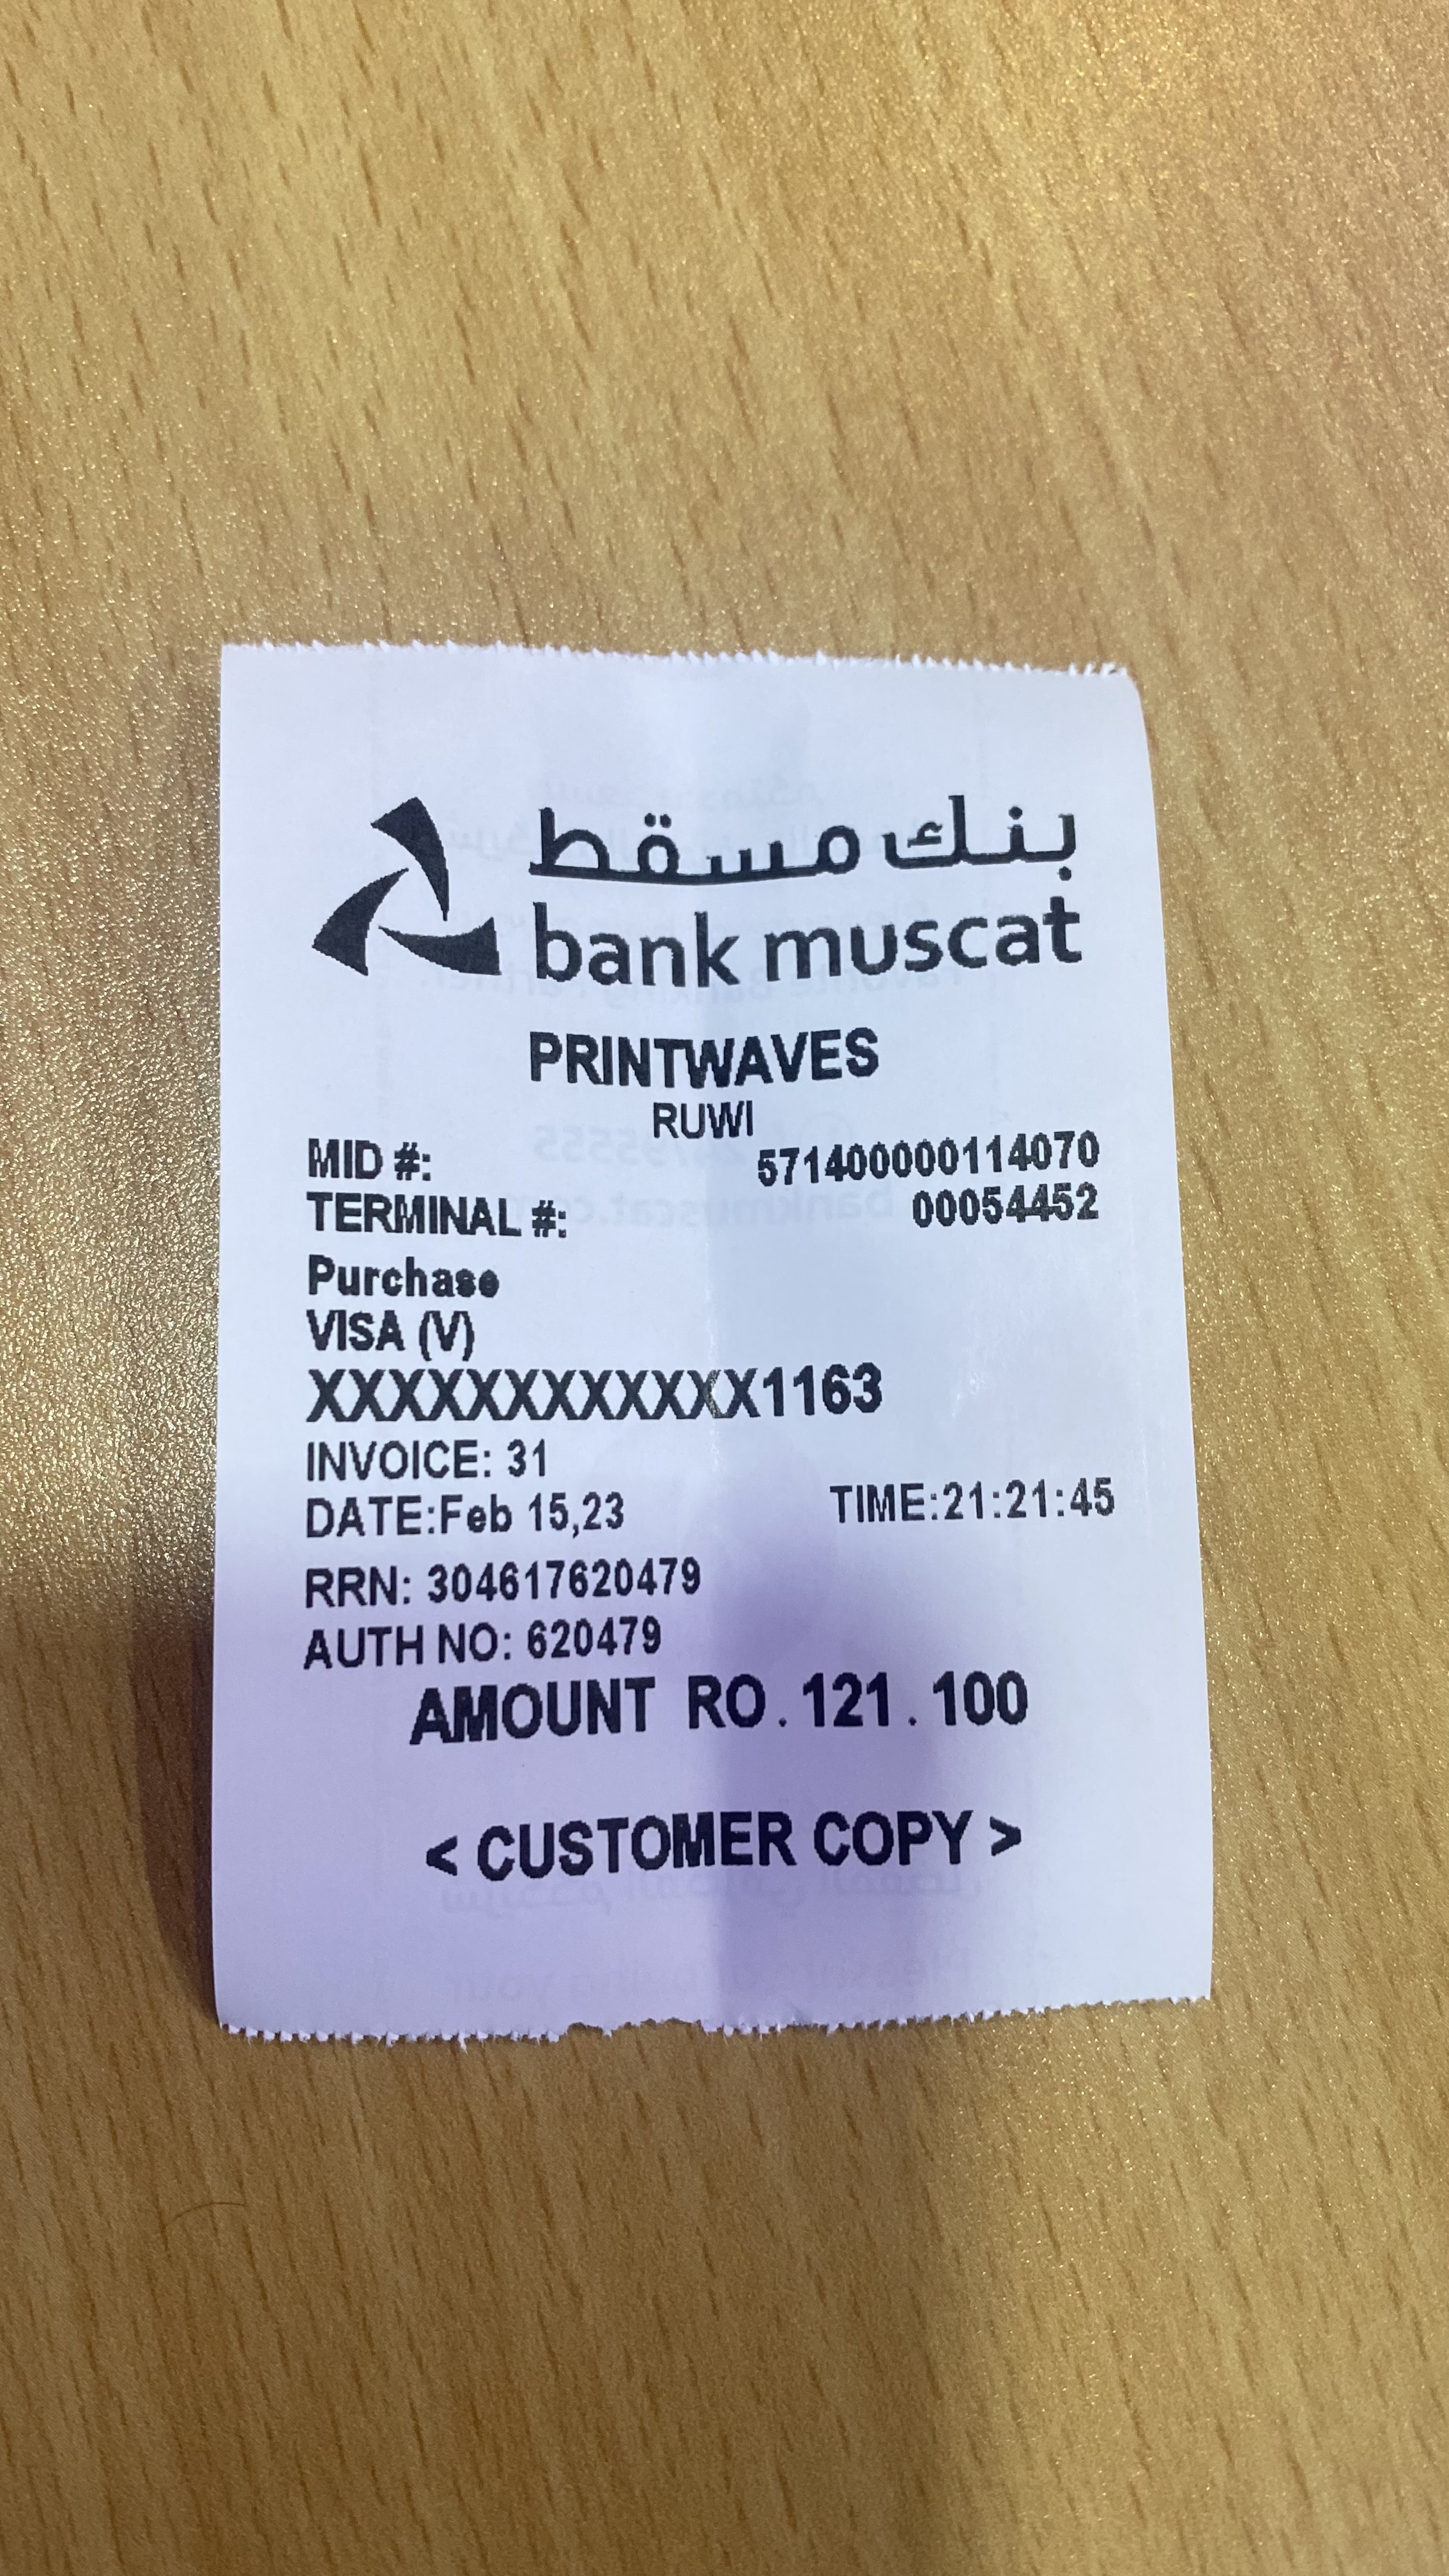 بنك مسقط
bank muscat
PRINTWAVES
RUWI
MID #: 571400000114070
TERMINAL #: 00054452
Purchase
VISA (V)
XXXXXXXXXXXX1163
INVOICE: 31
DATE:Feb 15,23 TIME:21:21:45
RRN: 304617620479
AUTH NO: 620479
AMOUNT RO.121.100
< CUSTOMER COPY >